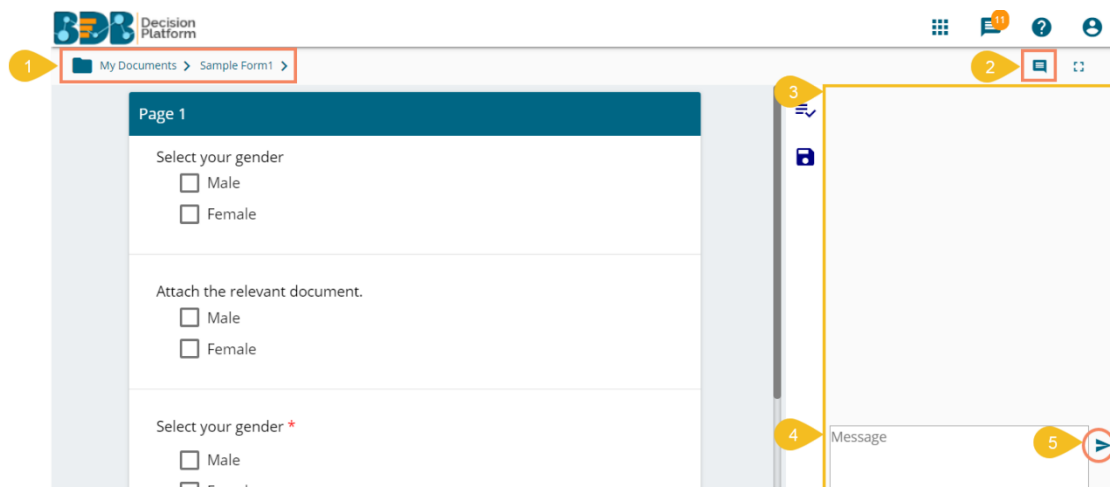 BDB Decision
Platform
11
1
My Documents
Sample Form1
2
3
Page 1
Select your gender
Male
Female
Attach the relevant document.
Male
Female
Select your gender *
Male
4
Message
5